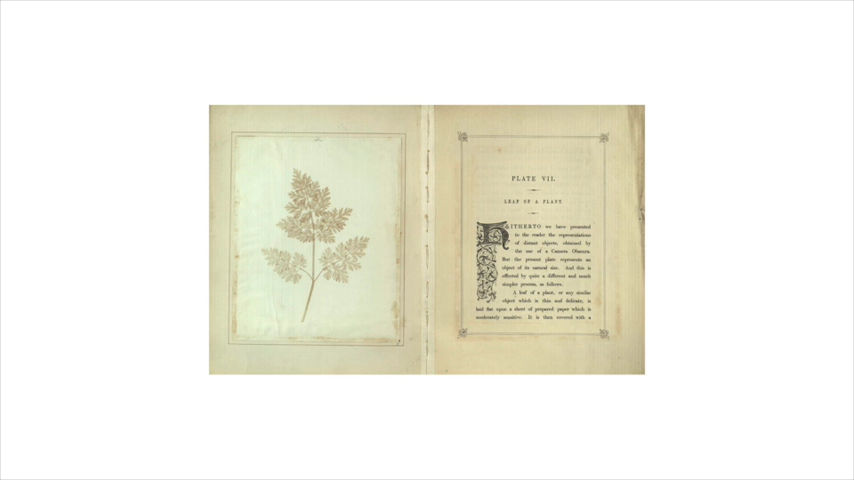 PLATE VII.
LEAF OF A PLANT.
HITHERTO we have presented
to the reader the representations
of distant objects, obtained by
the use of a Camera Obscura.
But the present plate represents an
object of its natural size. And this is
effected by quite a different and much
simpler process, as follows.
A leaf of a plant, or any similar
object which is thin and delicate, is
laid flat upon a sheet of prepared paper which is
moderately sensitive. It is then covered with a